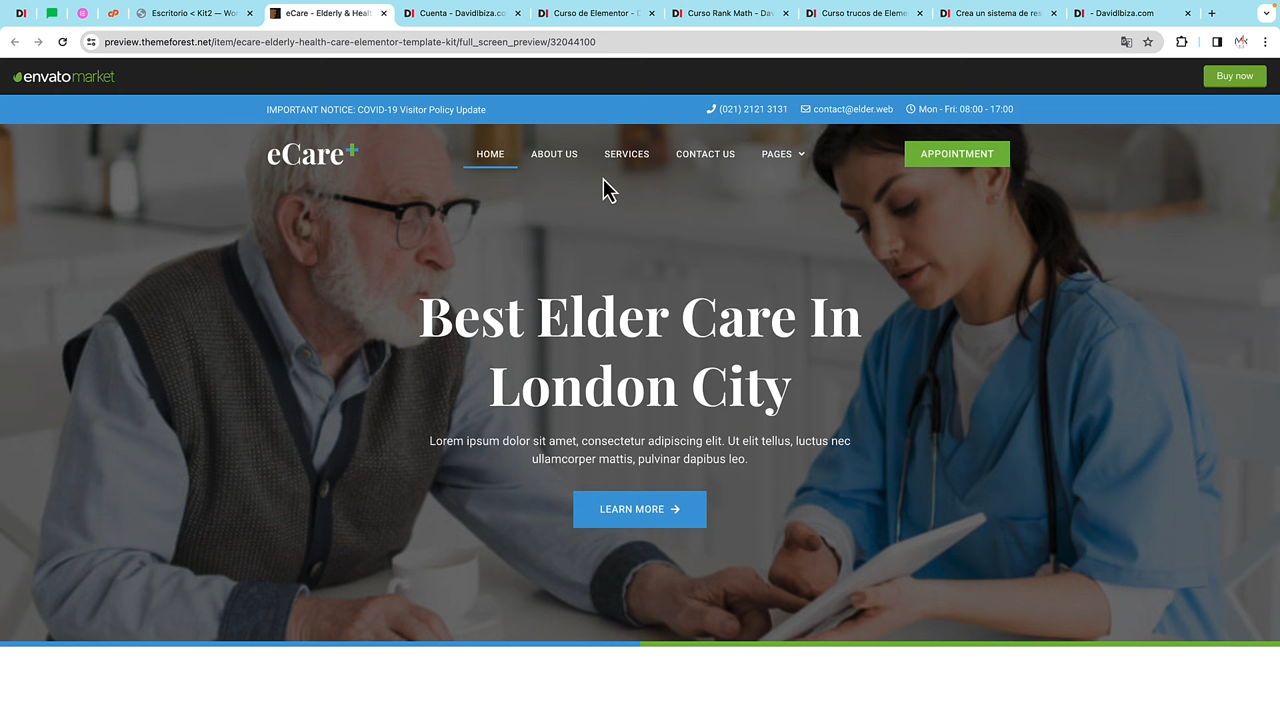 DI
Escritorio < Kit2 — Wo
eCare - Elderly & Heal
DI Cuenta - DavidIbiza.co
DI Curso de Elementor - D
DI Curso Rank Math - Dav
DI Curso trucos de Eleme
DI Crea un sistema de res
DI - DavidIbiza.com
preview.themeforest.net/item/ecare-elderly-health-care-elementor-template-kit/full_screen_preview/32044100
envato market
Buy now
IMPORTANT NOTICE: COVID-19 Visitor Policy Update
(021) 2121 3131
contact@elder.web
Mon - Fri: 08:00 - 17:00
eCare+
HOME
ABOUT US
SERVICES
CONTACT US
PAGES
APPOINTMENT
Best Elder Care In
London City
Lorem ipsum dolor sit amet, consectetur adipiscing elit. Ut elit tellus, luctus nec
ullamcorper mattis, pulvinar dapibus leo.
LEARN MORE